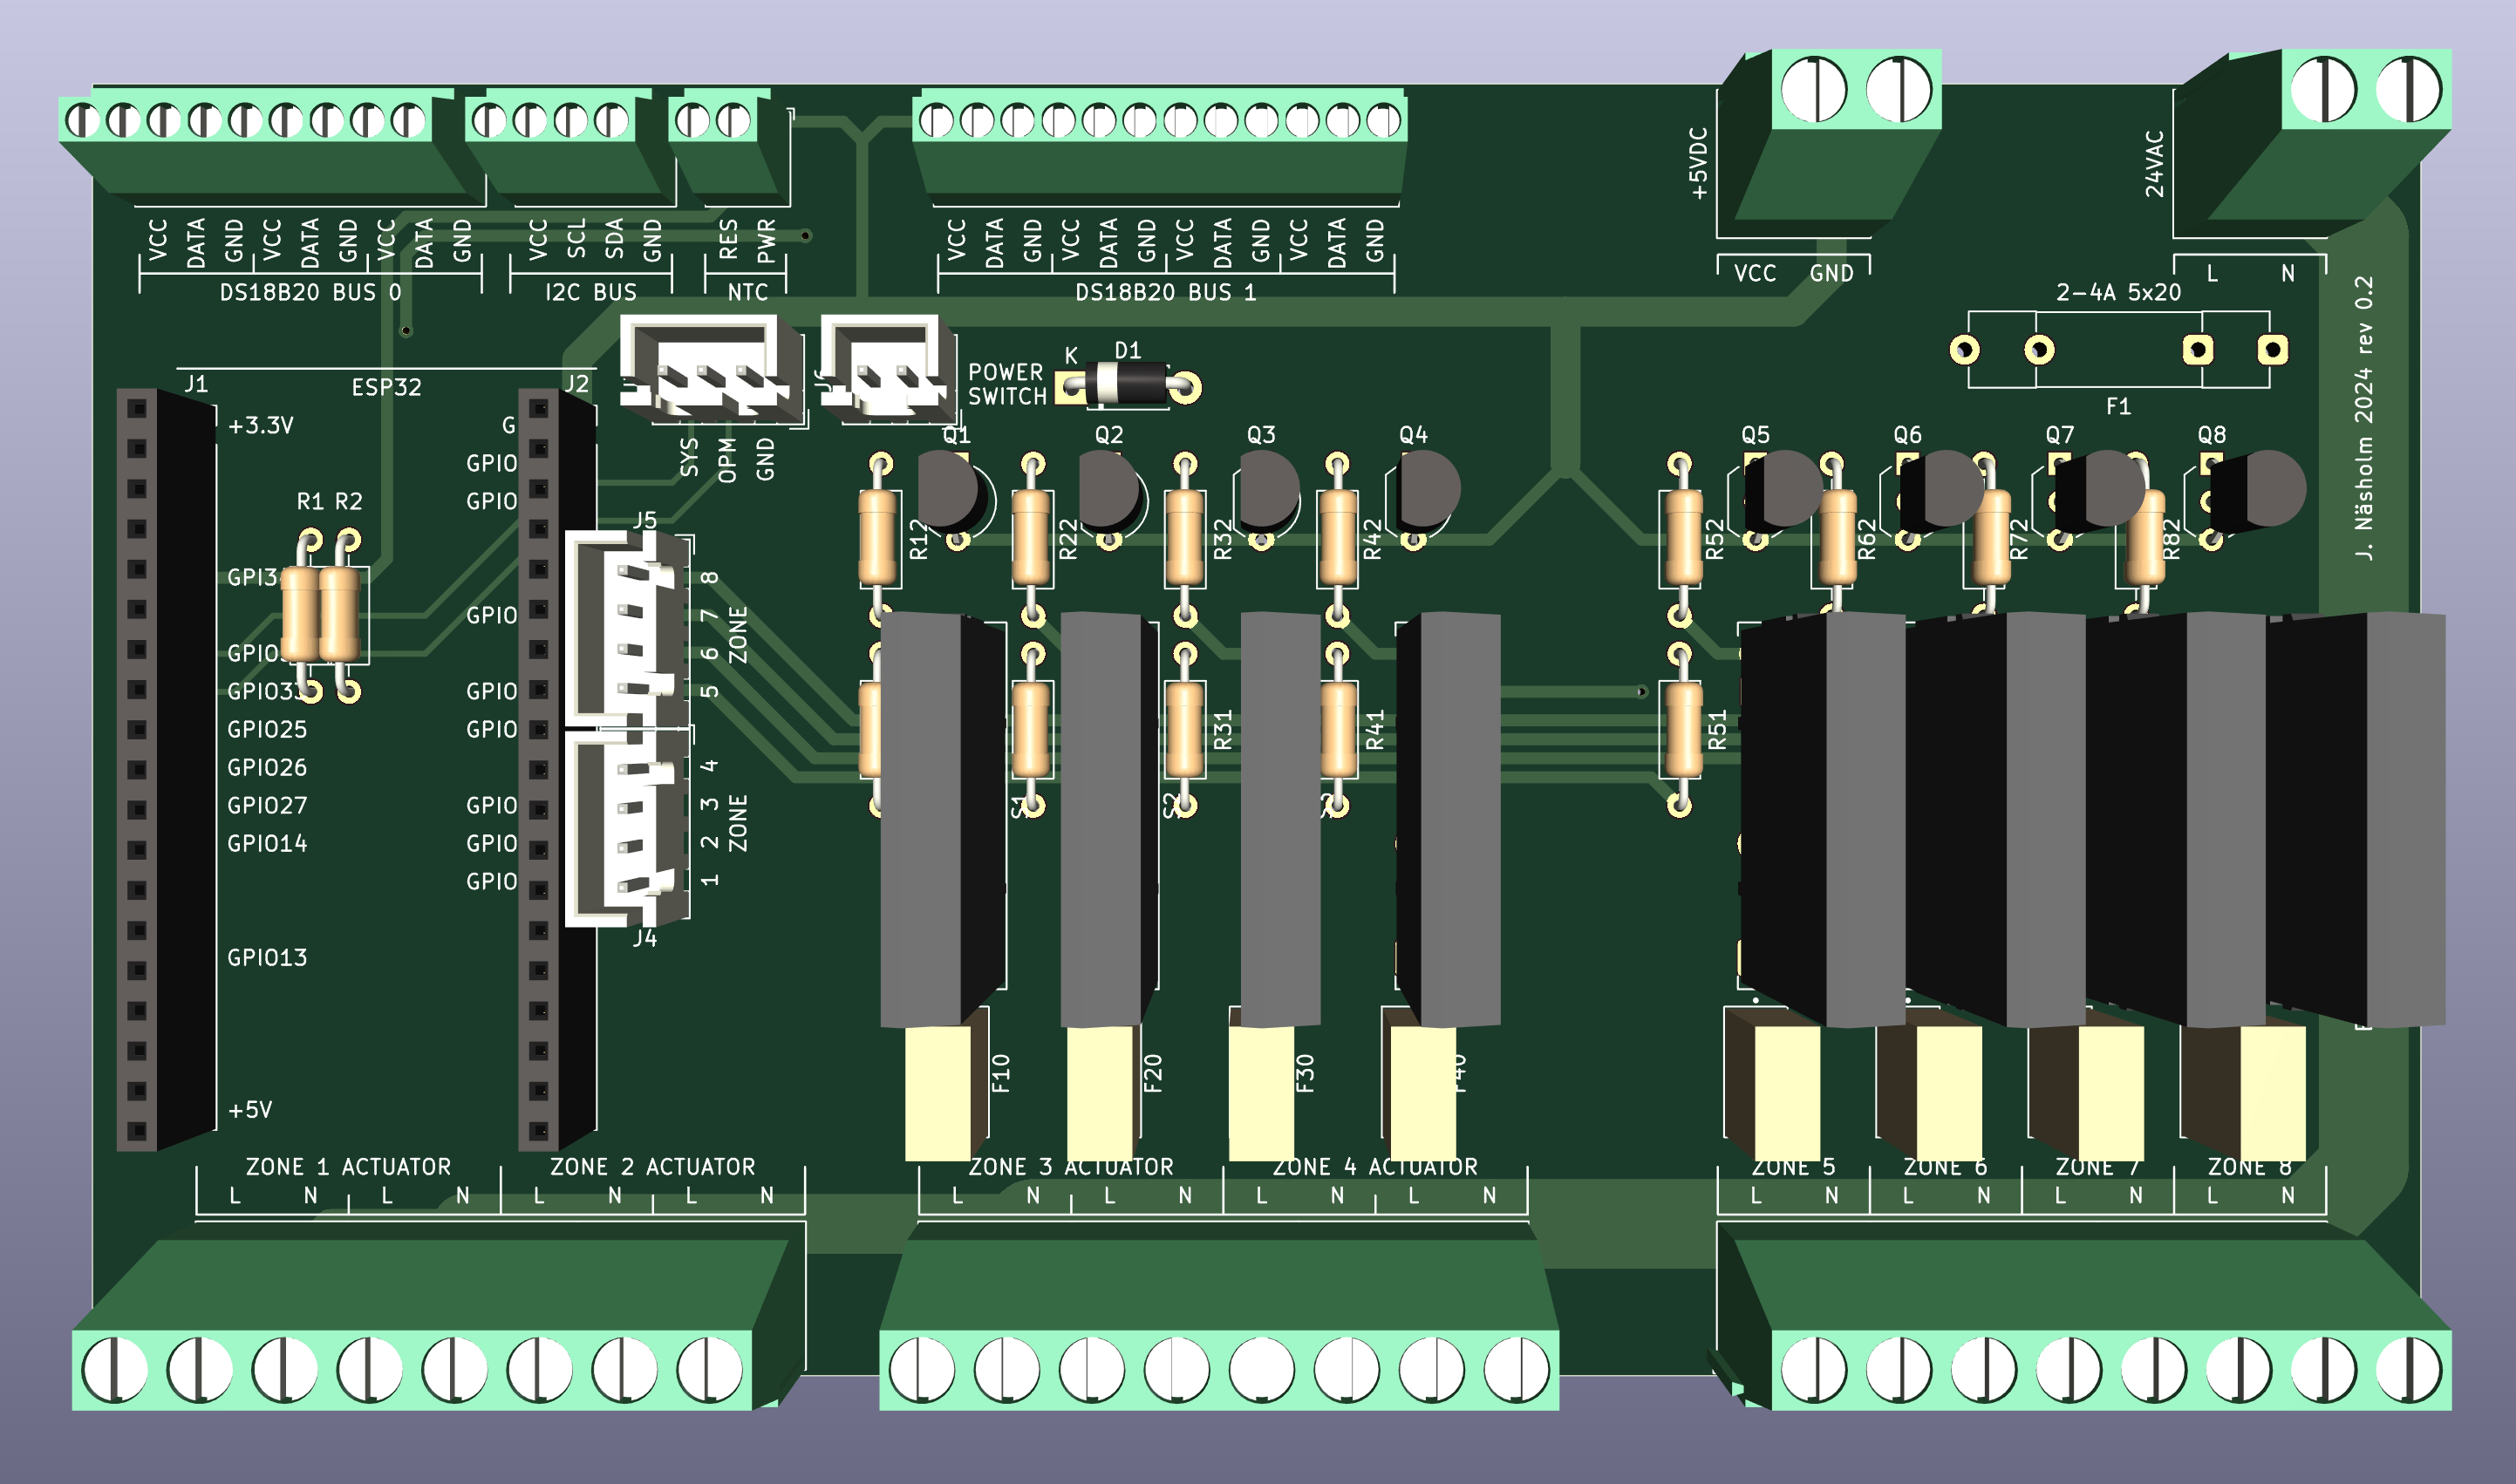 +5VDC
24VAC
VCC DATA GND VCC DATA GND VCC DATA GND
VCC SCL SDA GND
RES PWR
VCC DATA GND VCC DATA GND VCC DATA GND VCC DATA GND
VCC GND
L N
DS18B20 BUS 0
I2C BUS
NTC
DS18B20 BUS 1
2-4A 5x20
F1
J. Näsholm 2024 rev 0.2
J1
ESP32
J2
POWER
SWITCH
K
D1
+3.3V
G
GPIO
GPIO
SYS OPM GND
Q1 Q2 Q3 Q4 Q5 Q6 Q7 Q8
R1 R2
J5
R12 R22 R32 R42 R52 R62 R72 R82
GPIO
8
7
6
5
ZONE
GPIO
GPIO25
GPIO
GPIO26
GPIO27
GPIO
GPIO14
GPIO
GPIO
4
3
2
1
ZONE
J4
R31 R41 R51
GPIO13
+5V
F10 F20 F30 F40
ZONE 1 ACTUATOR
ZONE 2 ACTUATOR
ZONE 3 ACTUATOR
ZONE 4 ACTUATOR
ZONE 5
ZONE 6
ZONE 7
ZONE 8
L N L N L N L N
L N L N L N L N
L N L N L N L N